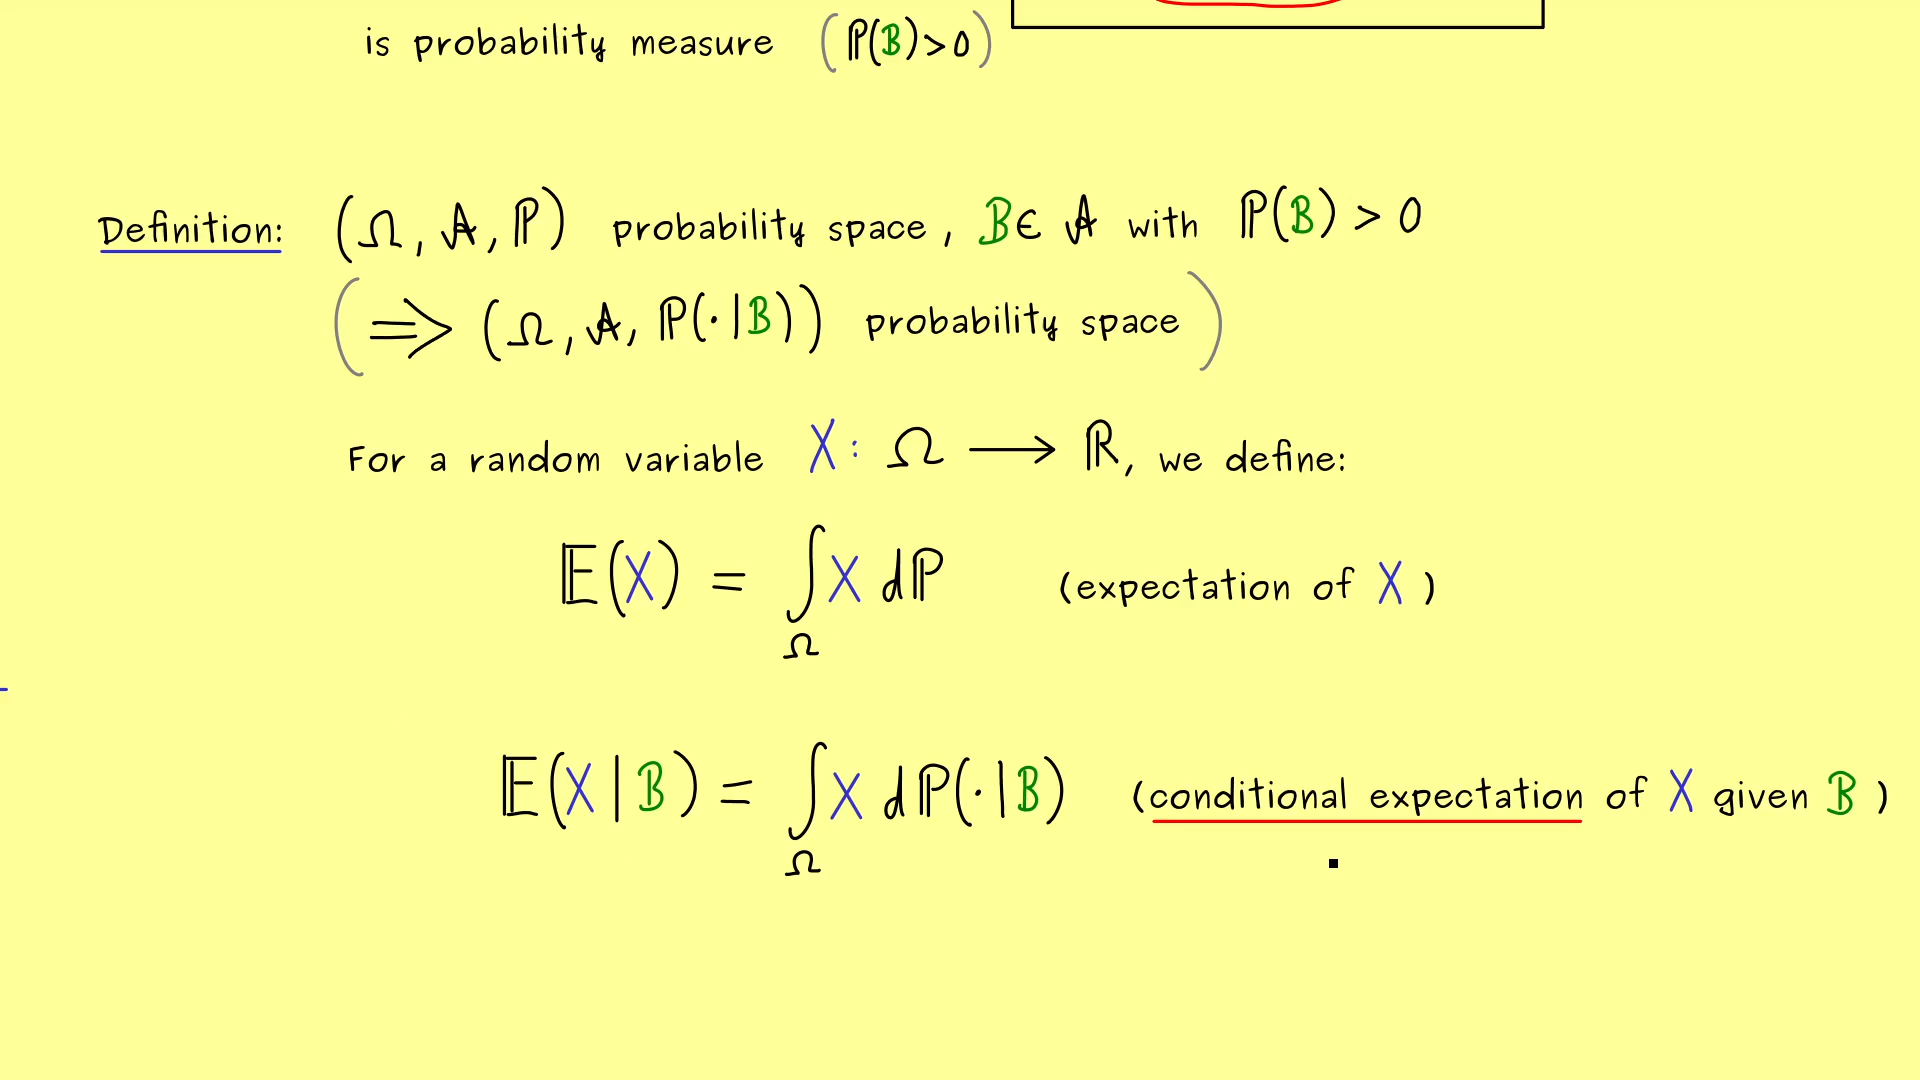 is probability measure (ℙ(B)>0)
Definition: (Ω, 𝒜, ℙ) probability space, B∈ 𝒜 with ℙ(B) > 0
(⟹ (Ω, 𝒜, ℙ(·|B)) probability space)
For a random variable X: Ω ⟶ ℝ, we define:
𝔼(X) = ∫_Ω X dℙ (expectation of X)
𝔼(X|B) = ∫_Ω X dℙ(·|B) (conditional expectation of X given B)